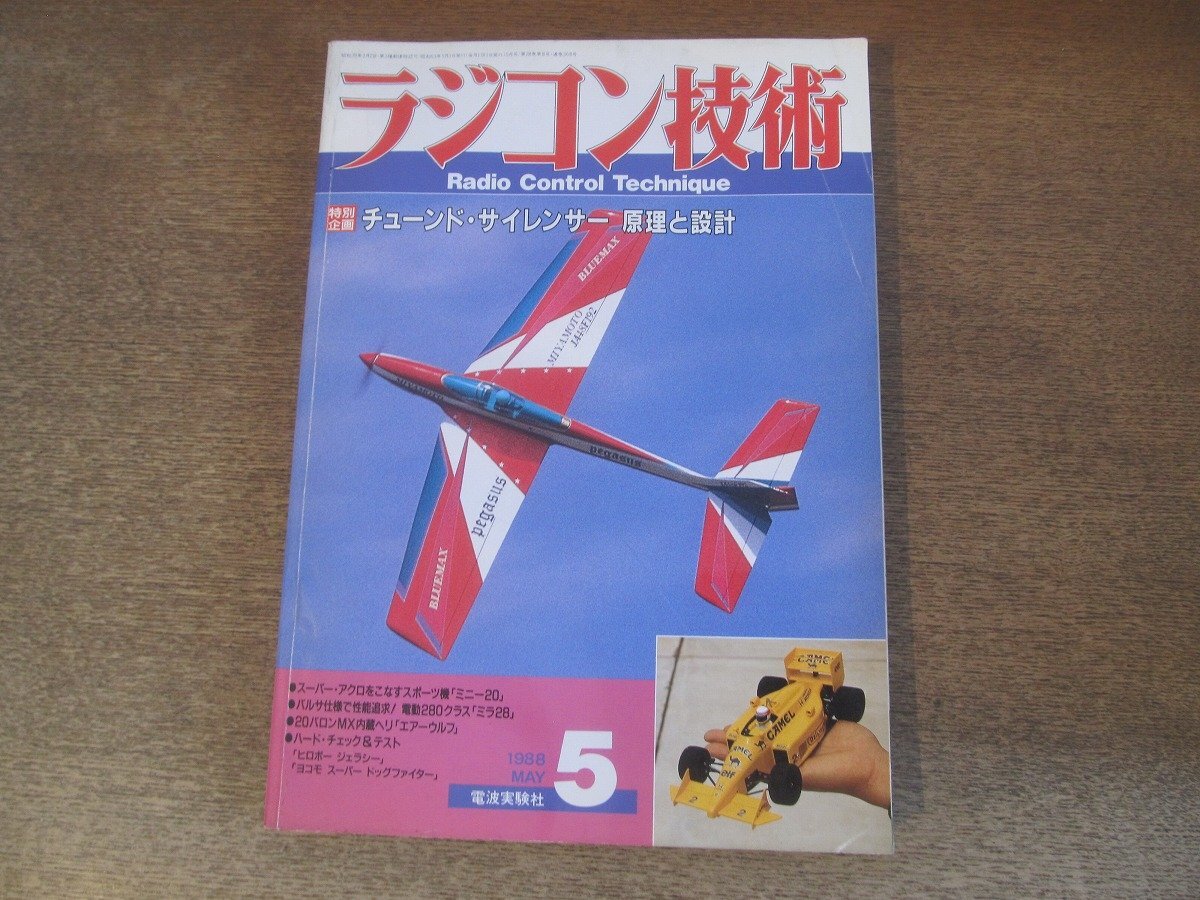 ラジコン技術
Radio Control Technique
特別
企画
チューンド・サイレンサー 原理と設計
BLUEMAX
MIYAMOTO
pegasus
pegasus
BLUEMAX
CAMEL
CAMEL
CAMEL
2
2
●スーパー・アクロをこなすスポーツ機「ミニー20」
●バルサ仕様で性能追求! 電動280クラス「ミラ28」
●20バロンMX内蔵ヘリ「エアーウルフ」
●ハード・チェック&テスト
「ヒロボー ジェラシー」
「ヨコモ スーパー ドッグファイター」
1988
MAY
5
電波実験社